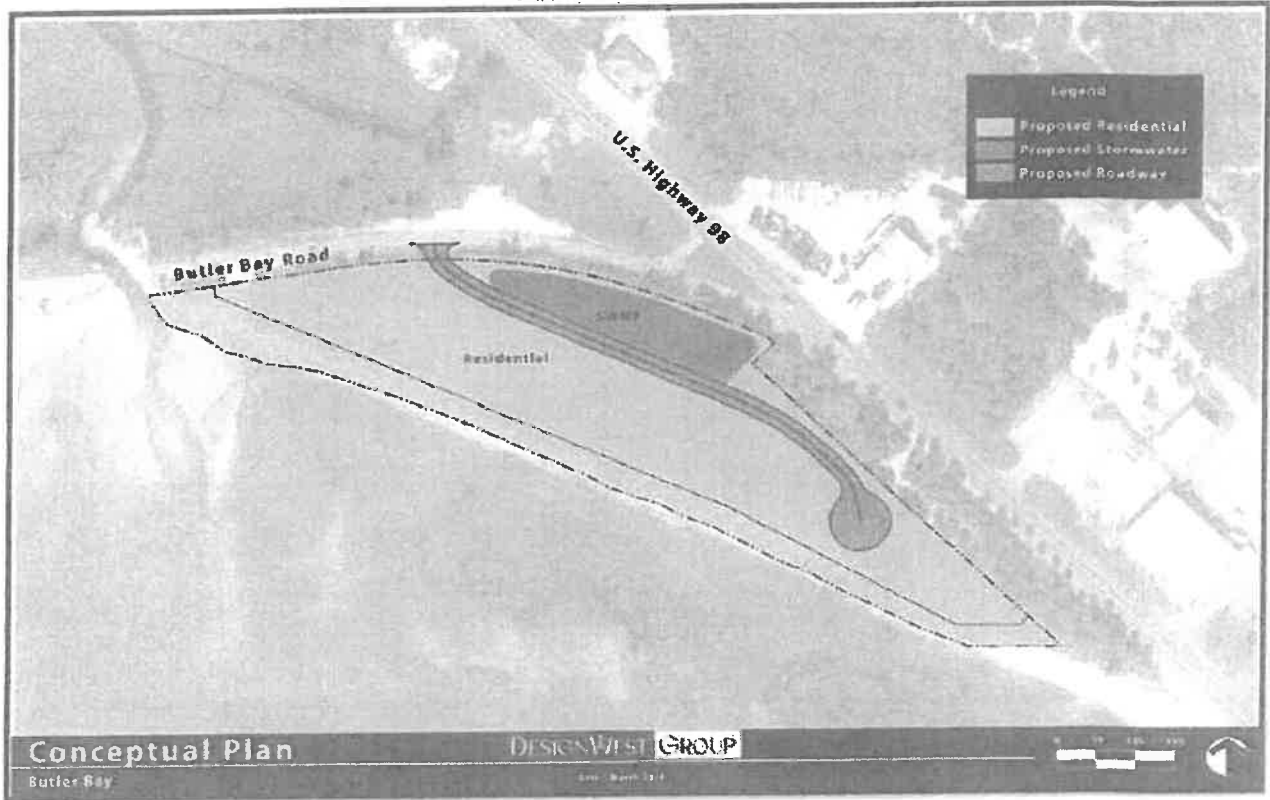 U.S. Highway 98
Legend
Proposed Residential
Proposed Stormwater
Proposed Roadway
Butler Bay Road
Residential
Conceptual Plan
DESIGNWEST GROUP
Butler Bay